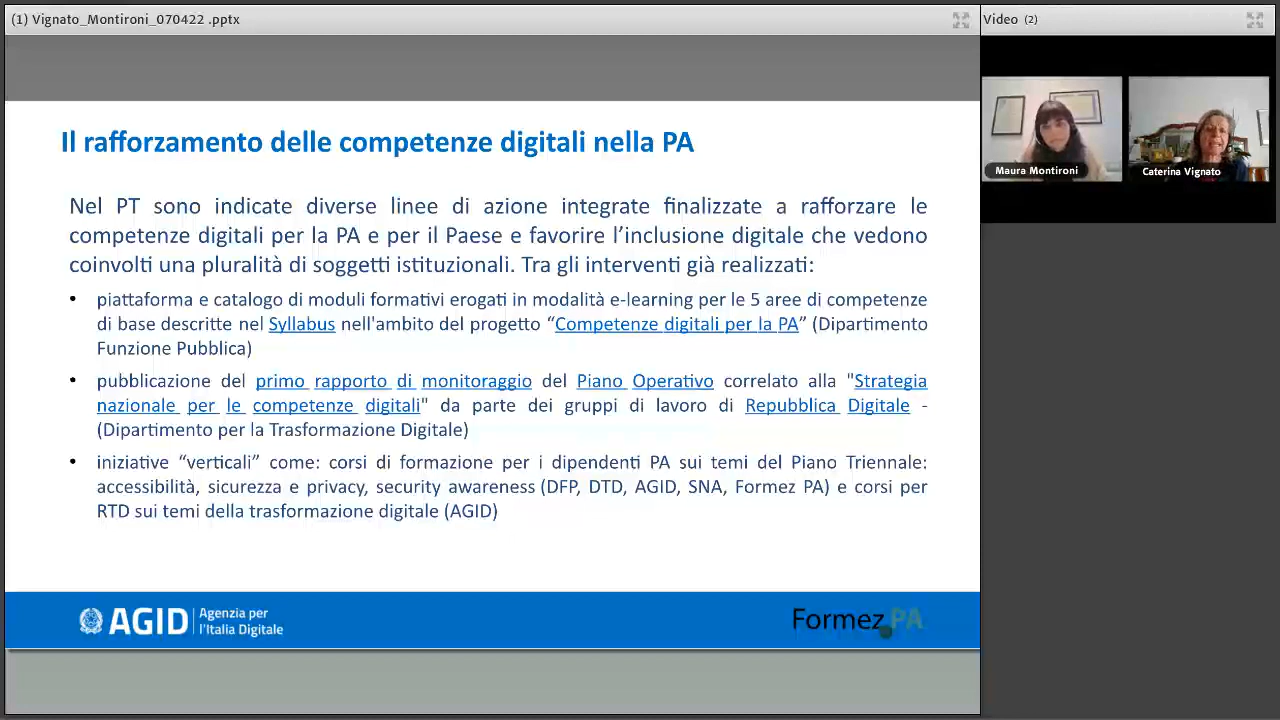 (1) Vignato_Montironi_070422 .pptx
Video (2)
Il rafforzamento delle competenze digitali nella PA
Nel PT sono indicate diverse linee di azione integrate finalizzate a rafforzare le
competenze digitali per la PA e per il Paese e favorire l’inclusione digitale che vedono
coinvolti una pluralità di soggetti istituzionali. Tra gli interventi già realizzati:
• piattaforma e catalogo di moduli formativi erogati in modalità e-learning per le 5 aree di competenze
di base descritte nel Syllabus nell'ambito del progetto “Competenze digitali per la PA” (Dipartimento
Funzione Pubblica)
• pubblicazione del primo rapporto di monitoraggio del Piano Operativo correlato alla "Strategia
nazionale per le competenze digitali" da parte dei gruppi di lavoro di Repubblica Digitale -
(Dipartimento per la Trasformazione Digitale)
• iniziative “verticali” come: corsi di formazione per i dipendenti PA sui temi del Piano Triennale:
accessibilità, sicurezza e privacy, security awareness (DFP, DTD, AGID, SNA, Formez PA) e corsi per
RTD sui temi della trasformazione digitale (AGID)
AGID Agenzia per
l'Italia Digitale
Formez PA
Maura Montironi
Caterina Vignato